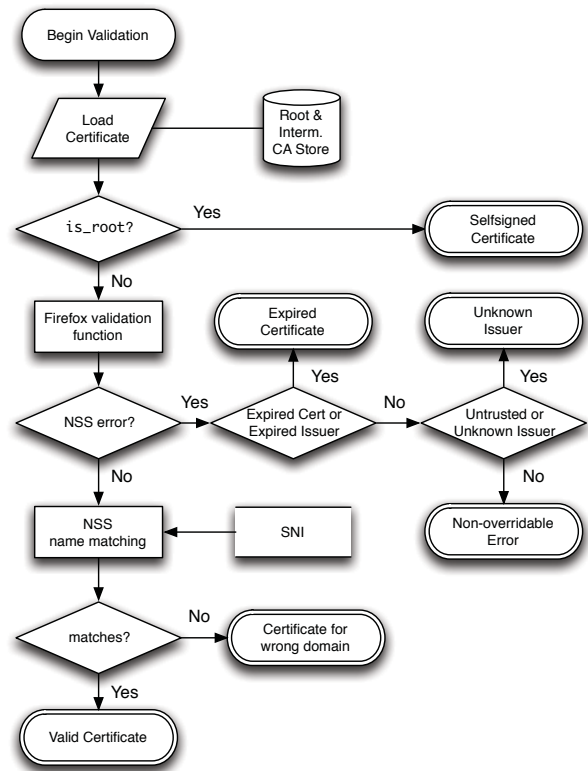 Begin Validation
Load
Certificate
Root &
Interm.
CA Store
is_root?
Yes
Selfsigned
Certificate
No
Firefox validation
function
Expired
Certificate
Unknown
Issuer
Yes
Yes
NSS error?
Yes
Expired Cert or
Expired Issuer
No
Untrusted or
Unknown Issuer
No
No
NSS
name matching
SNI
Non-overridable
Error
matches?
No
Certificate for
wrong domain
Yes
Valid Certificate